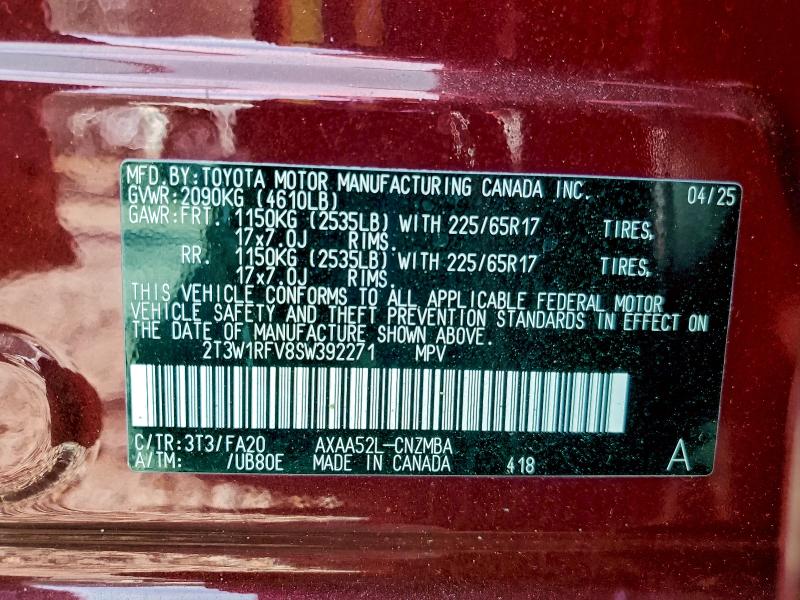 MFD.BY:TOYOTA MOTOR MANUFACTURING CANADA INC. 04/25
GVWR:2090KG (4610LB)
GAWR:FRT. 1150KG (2535LB) WITH 225/65R17 TIRES,
17x7.0J RIMS.
RR. 1150KG (2535LB) WITH 225/65R17 TIRES,
17x7.0J RIMS.
THIS VEHICLE CONFORMS TO ALL APPLICABLE FEDERAL MOTOR
VEHICLE SAFETY AND THEFT PREVENTION STANDARDS IN EFFECT ON
THE DATE OF MANUFACTURE SHOWN ABOVE.
2T3W1RFV8SW392271 MPV
C/TR:3T3/FA20 AXAA52L-CNZMBA
A/TM: /UB80E MADE IN CANADA 418 A